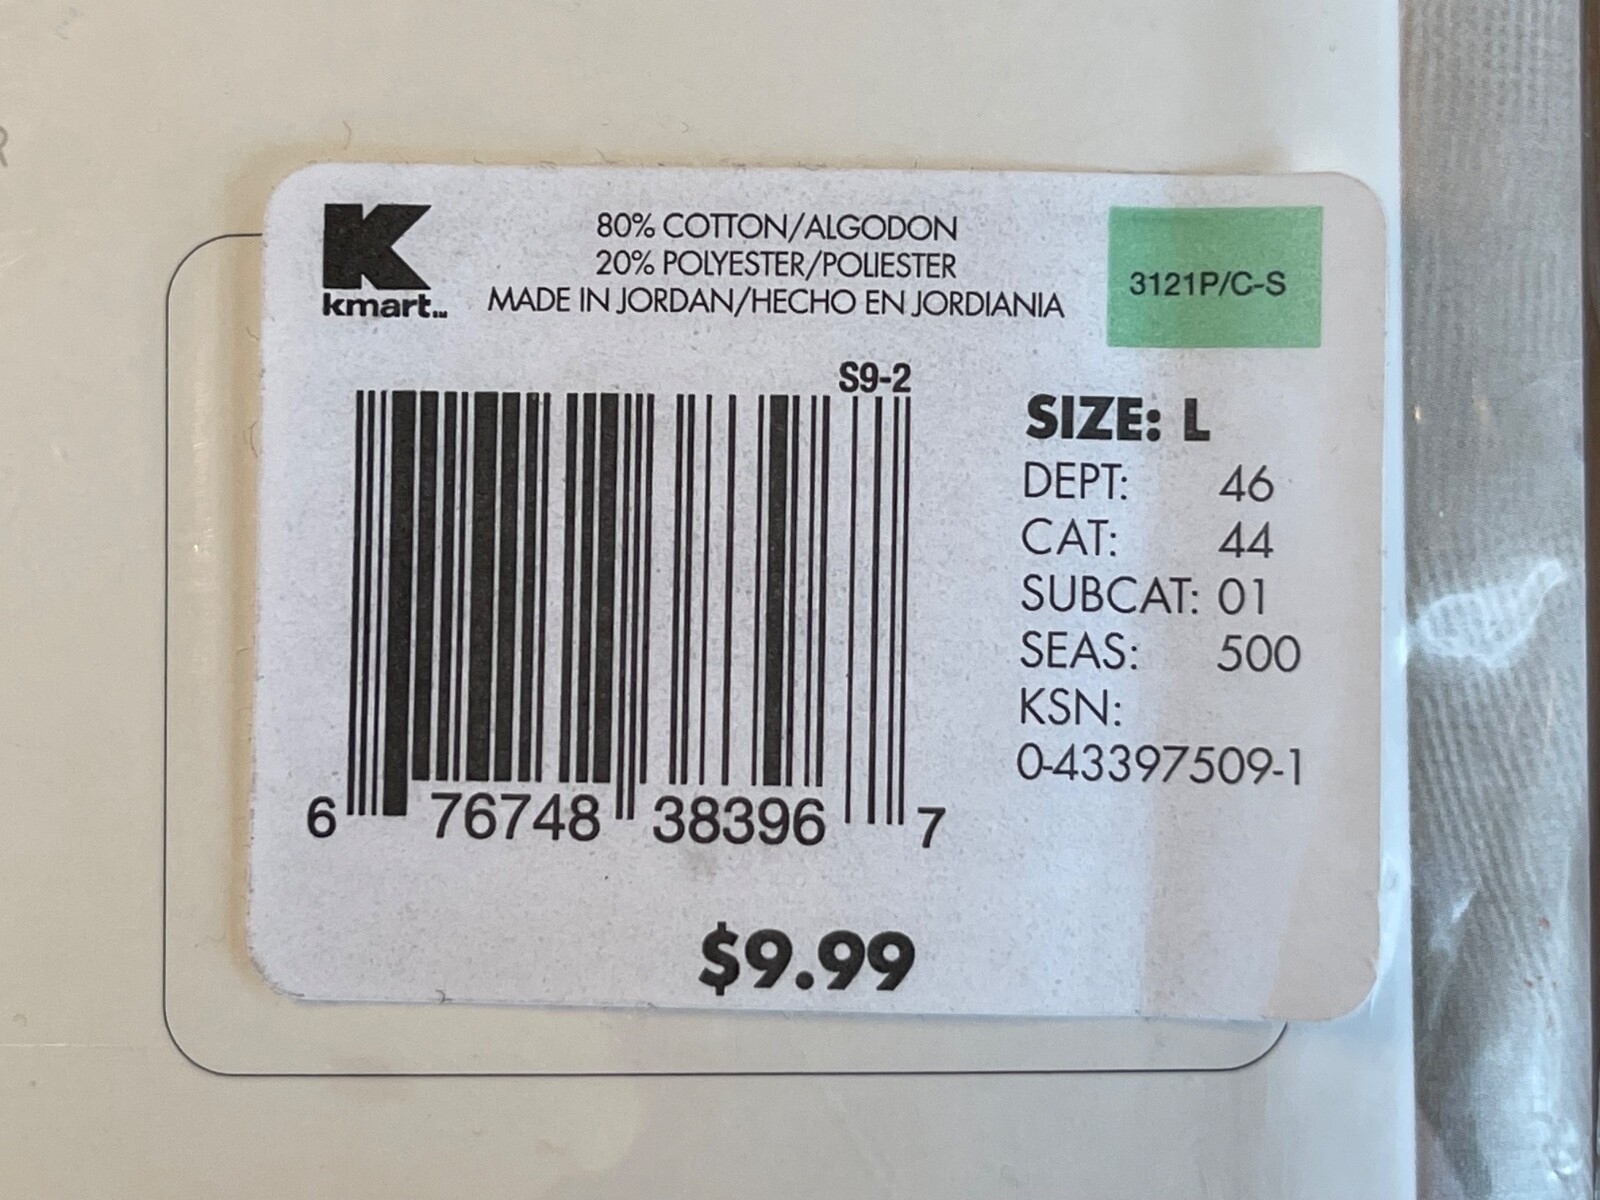 R
kmart...
80% COTTON/ALGODON
20% POLYESTER/POLIESTER
MADE IN JORDAN/HECHO EN JORDIANIA
3121P/C-S
S9-2
6 76748 38396 7
SIZE: L
DEPT: 46
CAT: 44
SUBCAT: 01
SEAS: 500
KSN:
0-43397509-1
$9.99